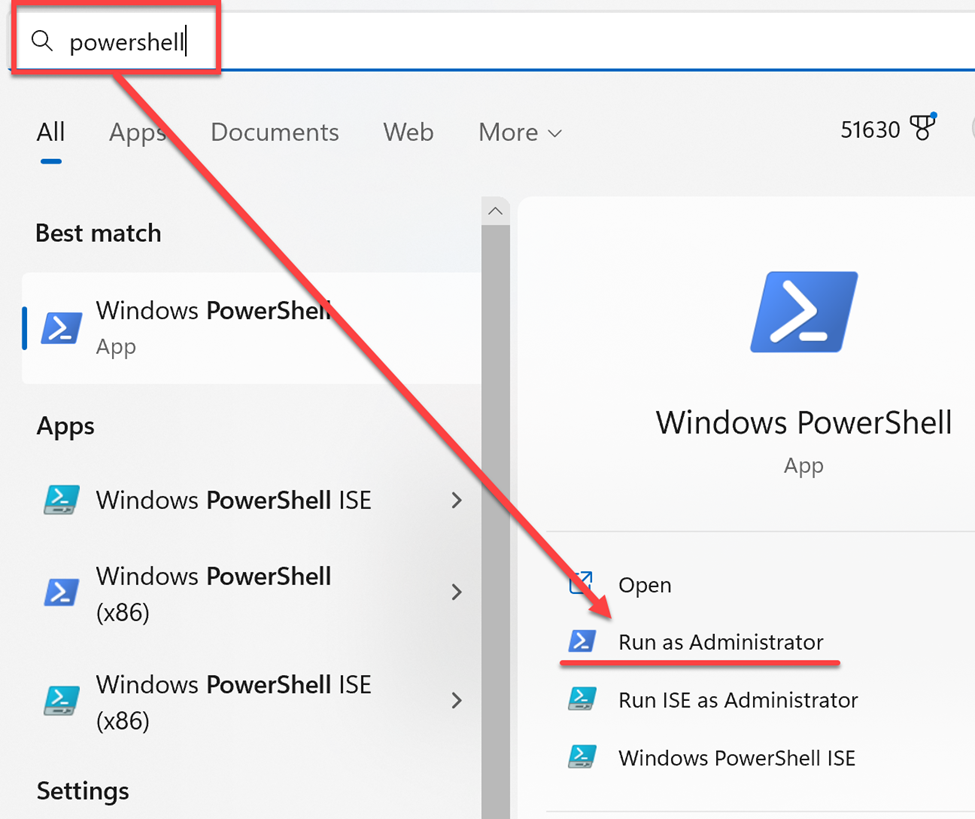 powershell
All Apps Documents Web More 51630
Best match
Windows PowerShell
App
Windows PowerShell
App
Apps
Windows PowerShell ISE
Windows PowerShell
(x86)
Windows PowerShell ISE
(x86)
Settings
Open
Run as Administrator
Run ISE as Administrator
Windows PowerShell ISE